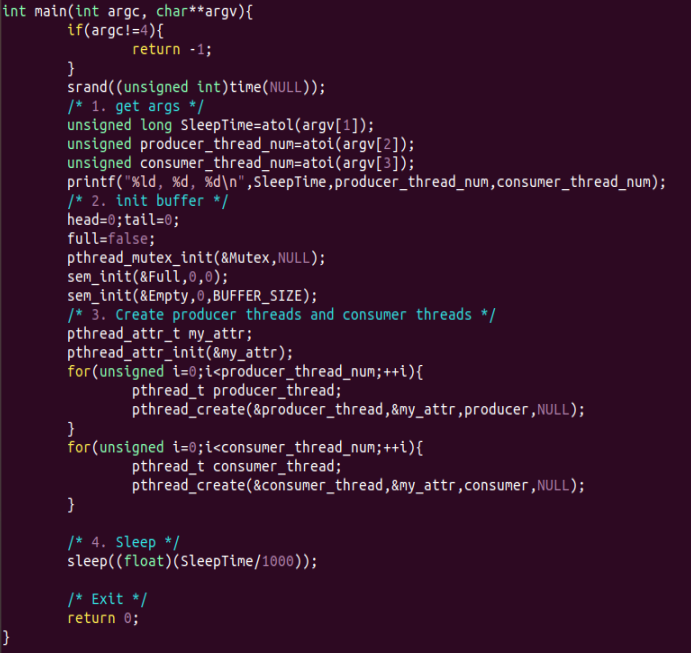 int main(int argc, char**argv){
        if(argc!=4){
                return -1;
        }
        srand((unsigned int)time(NULL));
        /* 1. get args */
        unsigned long SleepTime=atol(argv[1]);
        unsigned producer_thread_num=atoi(argv[2]);
        unsigned consumer_thread_num=atoi(argv[3]);
        printf("%ld, %d, %d\n",SleepTime,producer_thread_num,consumer_thread_num);
        /* 2. init buffer */
        head=0;tail=0;
        full=false;
        pthread_mutex_init(&Mutex,NULL);
        sem_init(&Full,0,0);
        sem_init(&Empty,0,BUFFER_SIZE);
        /* 3. Create producer threads and consumer threads */
        pthread_attr_t my_attr;
        pthread_attr_init(&my_attr);
        for(unsigned i=0;i<producer_thread_num;++i){
                pthread_t producer_thread;
                pthread_create(&producer_thread,&my_attr,producer,NULL);
        }
        for(unsigned i=0;i<consumer_thread_num;++i){
                pthread_t consumer_thread;
                pthread_create(&consumer_thread,&my_attr,consumer,NULL);
        }

        /* 4. Sleep */
        sleep((float)(SleepTime/1000));

        /* Exit */
        return 0;
}